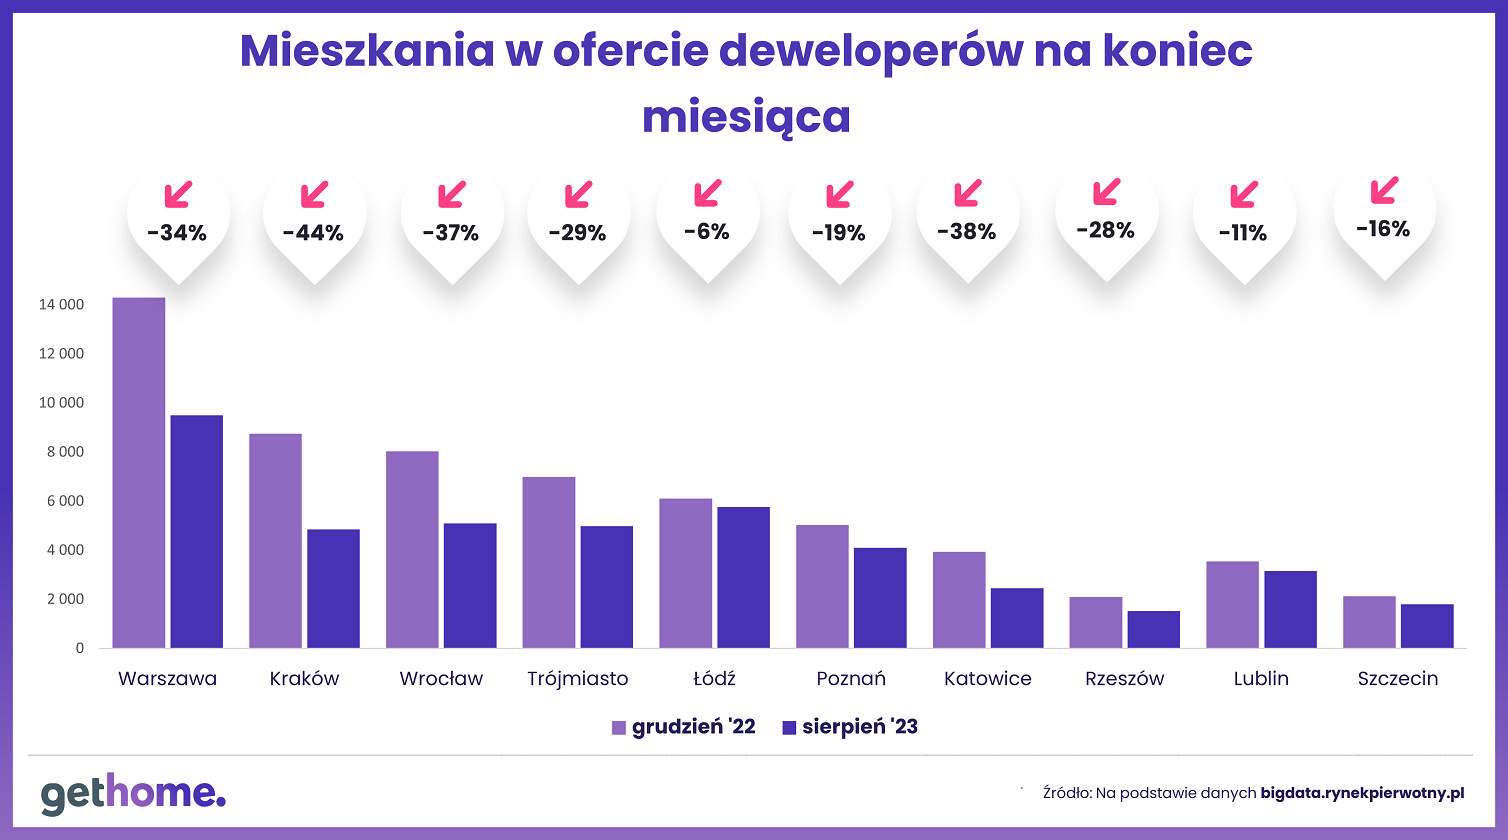 Mieszkania w ofercie deweloperów na koniec
miesiąca
-34%
-44%
-37%
-29%
-6%
-19%
-38%
-28%
-11%
-16%
14 000
12 000
10 000
8 000
6 000
4 000
2 000
0
Warszawa
Kraków
Wrocław
Trójmiasto
Łódź
Poznań
Katowice
Rzeszów
Lublin
Szczecin
grudzień '22
sierpień '23
gethome.
Źródło: Na podstawie danych bigdata.rynekpierwotny.pl